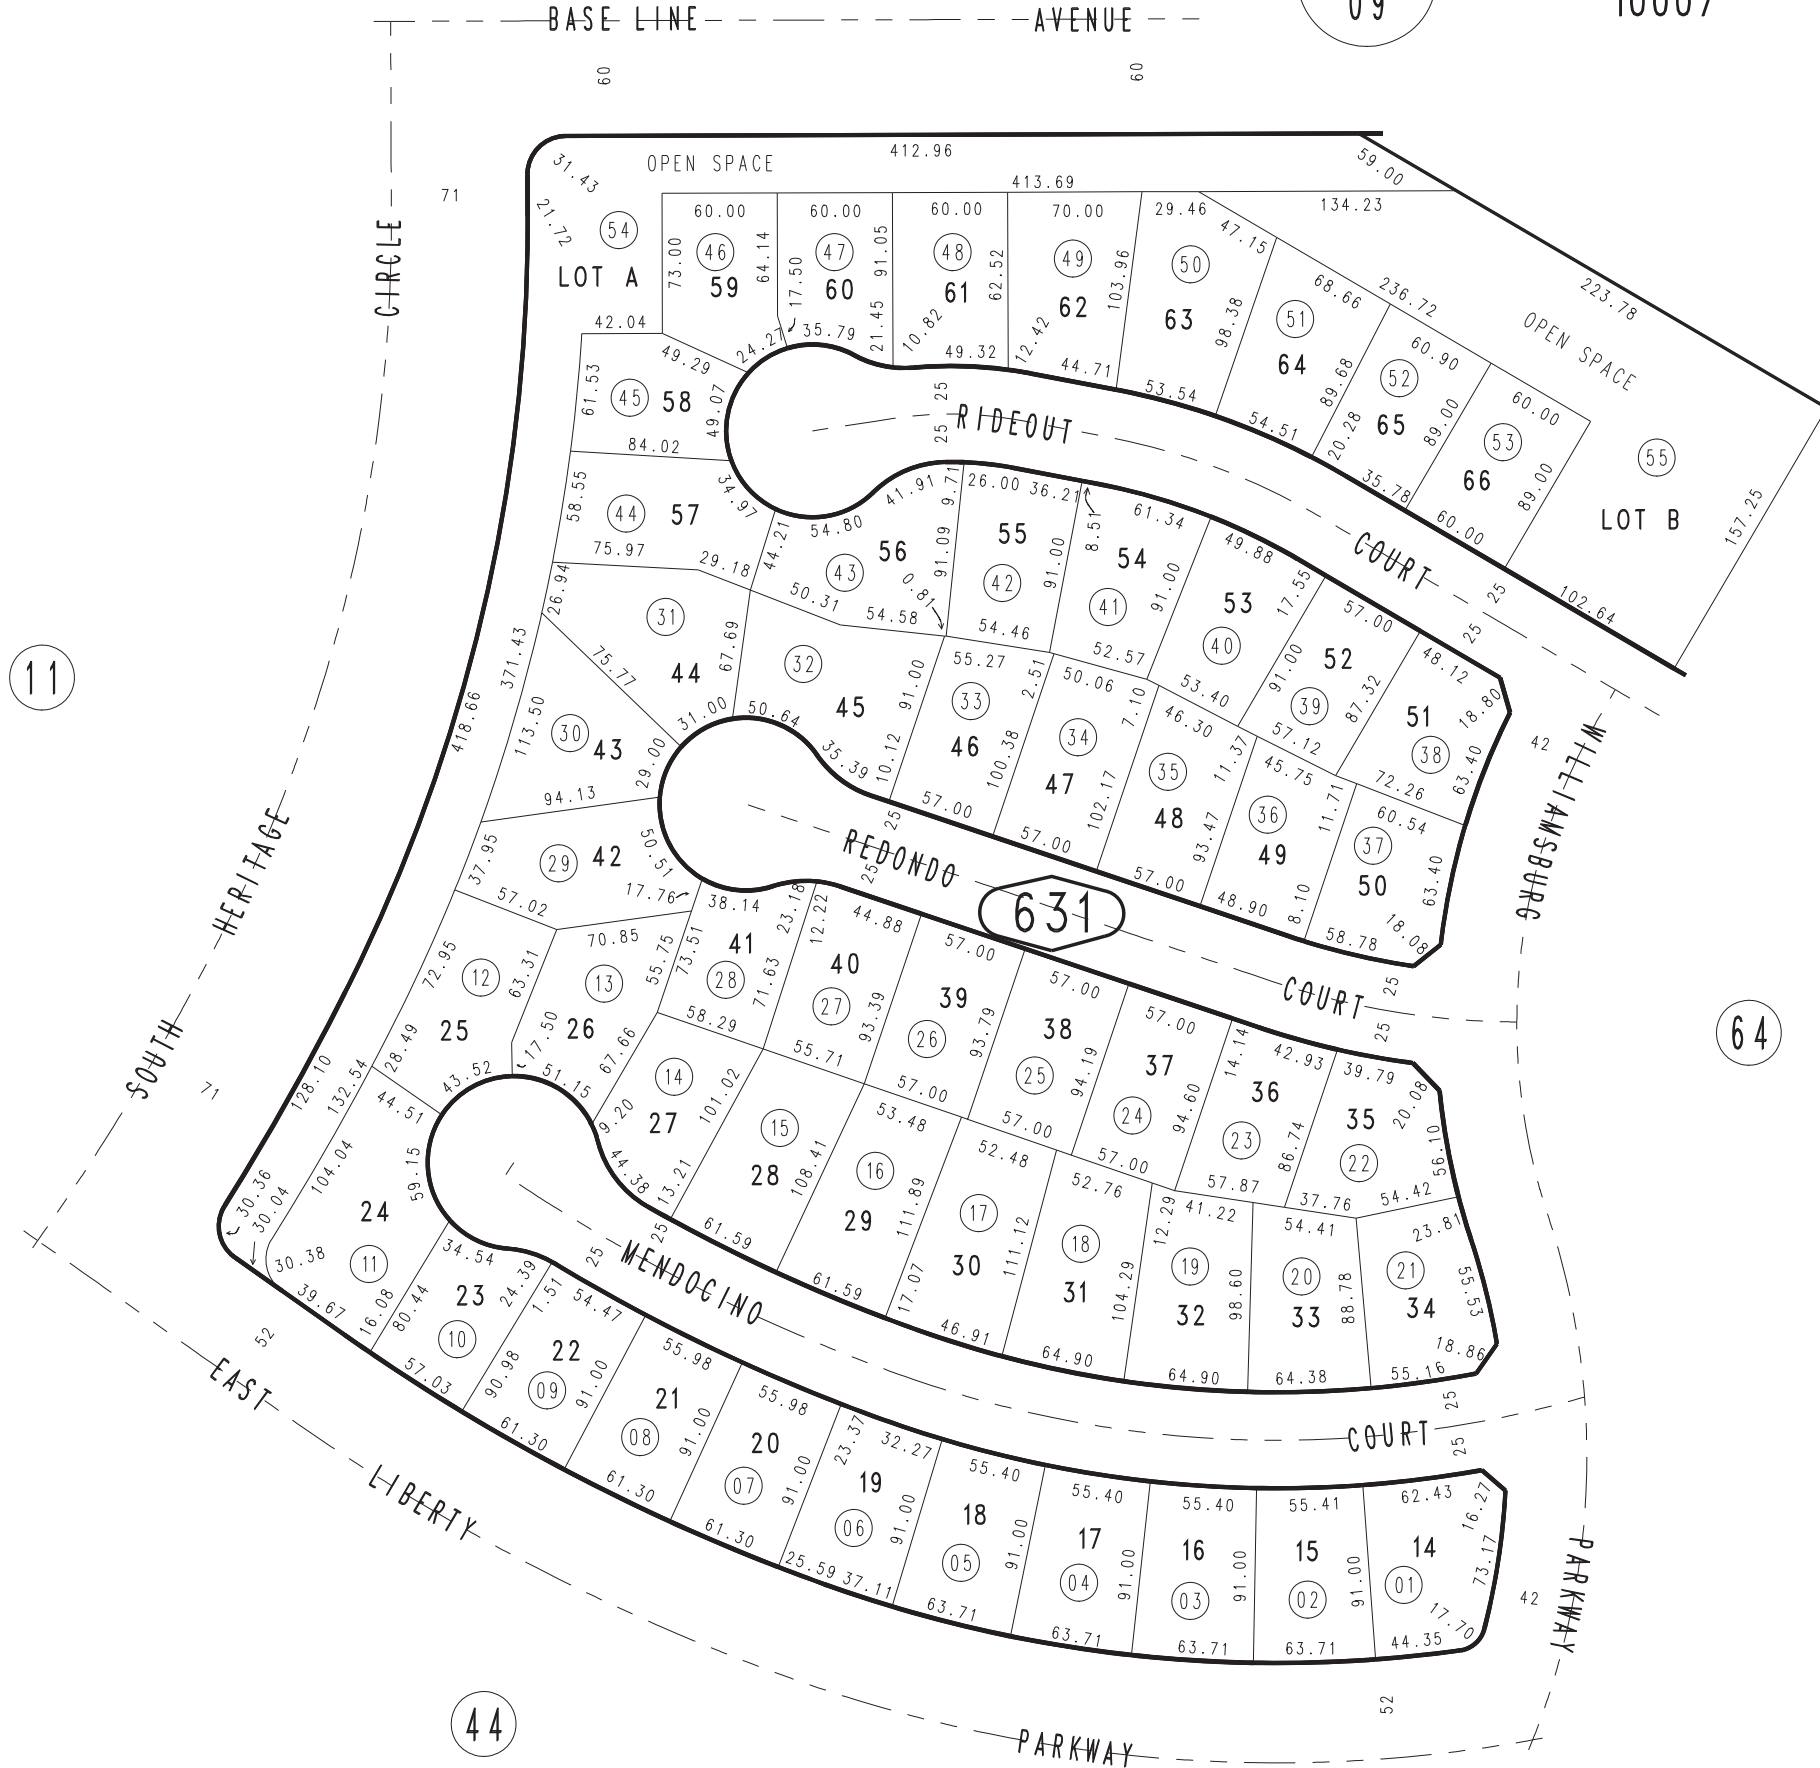 BASE LINE AVENUE
09
10007
60 60
CIRCLE
71
31.43
OPEN SPACE
412.96
59.00
413.69
21.72
54
LOT A
60.00 60.00 60.00 70.00 29.46 134.23
47.15
73.00 46 59 64.14
17.50 47 60 91.05
48 61 62.52
49 62 103.96
50 63 98.38
68.66 236.72 223.78
51 64 89.68
OPEN SPACE
60.90
52 65 89.00
20.28
60.00
53 66 89.00
55
LOT B
157.25
42.04
49.29
24.27
35.79 21.45 10.82 49.32 12.42 44.71 53.54 54.51 35.78 60.00
102.64
61.53 45 58 49.07
84.02
25
25
RIDEOUT COURT
25
25
58.55 44 57 34.97
75.97 29.18
44.21
54.80 41.91 9.71 26.00 36.21 8.51 61.34 49.88 17.55 57.00 48.12 18.80
56 43 91.09
0.81
50.31 54.58
55 42 91.00
54.46
54 41 91.00
52.57
53 40 91.00
53.40
52 39 87.32
57.12
51 38 63.40
72.26
11
26.94
31 44 67.69
75.77
31.00
371.43
418.66
113.50
30 43 29.00
94.13
32 45 91.00
50.64 35.39 10.12
55.27 2.51
33 46 100.38
57.00
50.06 7.10
34 47 102.17
57.00
46.30 11.37
35 48 93.47
57.00
45.75 11.71
36 49 8.10
48.90
60.54
37 50 63.40
58.78 18.08
42
WILLIAMSBURG
25
25
REDONDO COURT
25
25
631
37.95
29 42 50.51
17.76
57.02
70.85
SOUTH HERITAGE
71
72.95
12 25 63.31
28.49
43.52
13 26 55.75
17.50
51.15 67.66
38.14 23.18
41 28 73.51 71.63
58.29
12.22 44.88
40 27 93.39
55.71
57.00
39 26 93.79
57.00
57.00
38 25 94.19
57.00
57.00
37 24 94.60
57.00
14.14 42.93
36 23 86.74
57.87
39.79 20.08
35 22 56.10
37.76 54.42
64
128.10
132.54
44.51
104.04
59.15
30.36
30.04
30.38
24 11
39.67 16.08
9.20
14 27 101.02
44.38 13.21
15 28 108.41
61.59
53.48
16 29 111.89
61.59
52.48
17 30 111.12
17.07 46.91
52.76
18 31 104.29
64.90
12.29 41.22
19 32 98.60
64.90
54.41
20 33 88.78
64.38
23.81
21 34 55.53
18.86
55.16
25
25
MENDOCINO COURT
25
25
34.54 24.39
23 10 80.44
57.03
1.51 54.47
22 09 90.98 91.00
61.30
55.98
21 08 91.00
61.30
55.98
20 07 91.00
61.30
23.37 32.27
19 06 91.00
25.59 37.11
55.40
18 05 91.00
63.71
55.40
17 04 91.00
63.71
55.40
16 03 91.00
63.71
55.41
15 02 91.00
63.71
62.43 16.27
14 01 73.17
17.70
44.35
42
PARKWAY
52
52
EAST LIBERTY PARKWAY
44